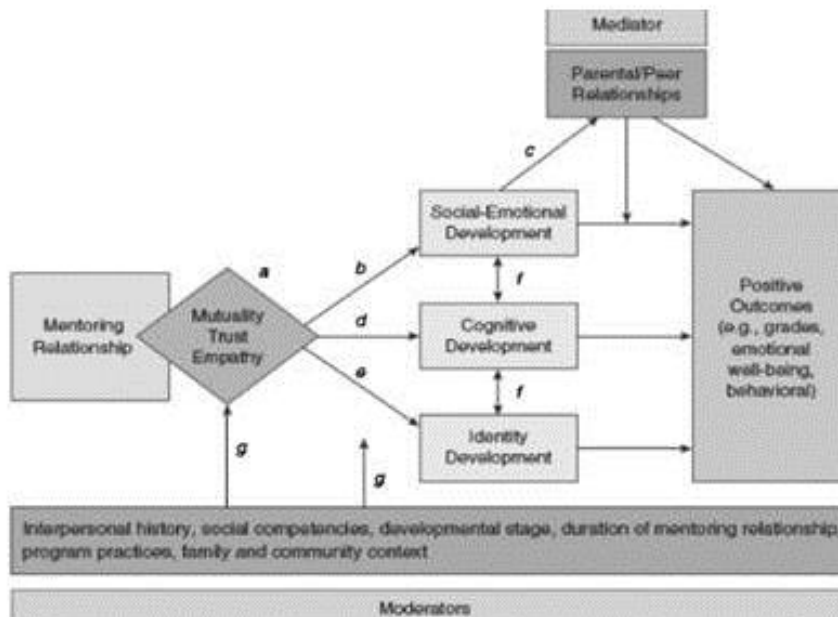 Mediator
Parental/Peer
Relationships
c
Social-Emotional
Development
a
b
f
Mentoring
Relationship
Mutuality
Trust
Empathy
d
Cognitive
Development
Positive
Outcomes
(e.g., grades,
emotional
well-being,
behavioral)
e
f
g
g
Identity
Development
Interpersonal history, social competencies, developmental stage, duration of mentoring relationship,
program practices, family and community context
Moderators